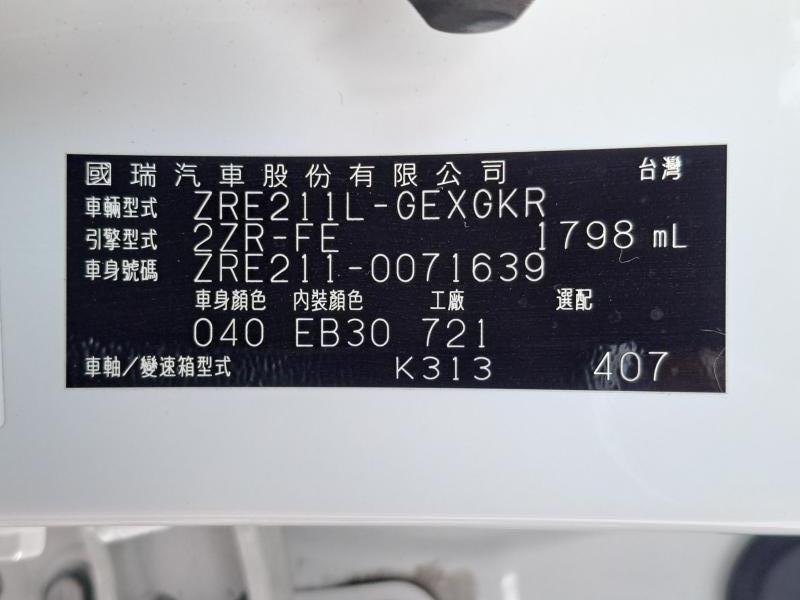 國瑞汽車股份有限公司 台灣
車輛型式 ZRE211L-GEXGKR
引擎型式 2ZR-FE 1798 mL
車身號碼 ZRE211-0071639
車身顏色 內裝顏色 工廠 選配
040 EB30 721
車軸/變速箱型式 K313 407